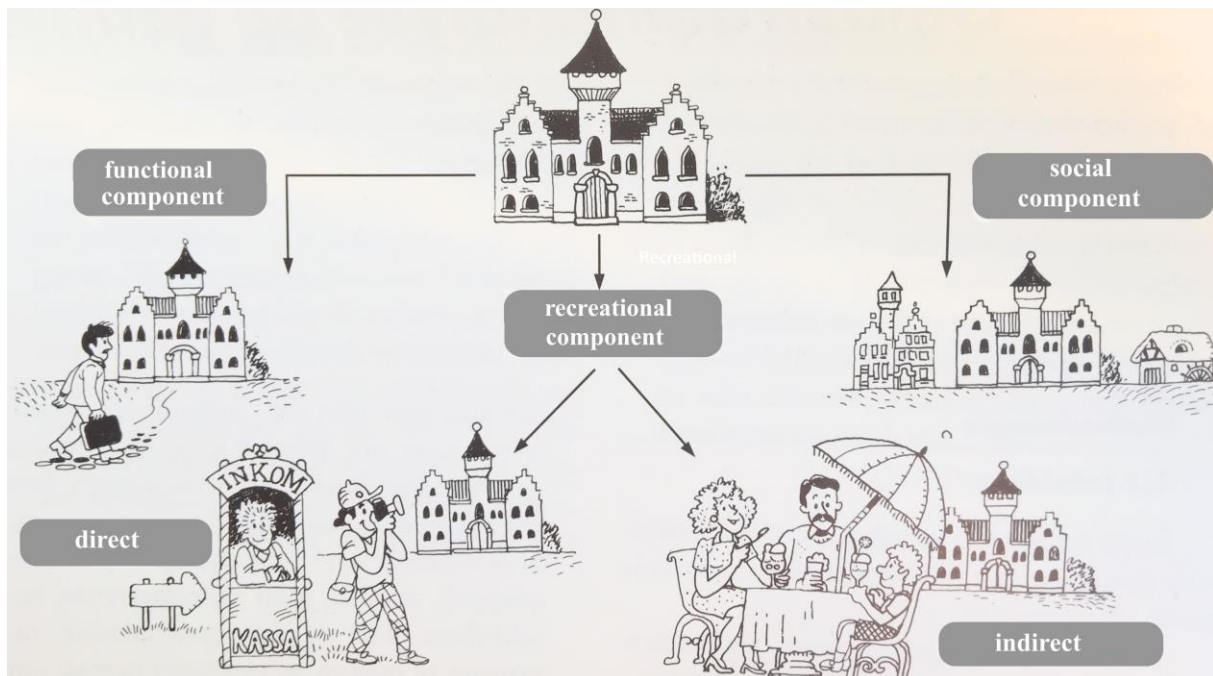 functional
component
social
component
Recreational
recreational
component
INKOM
direct
KASSA
indirect